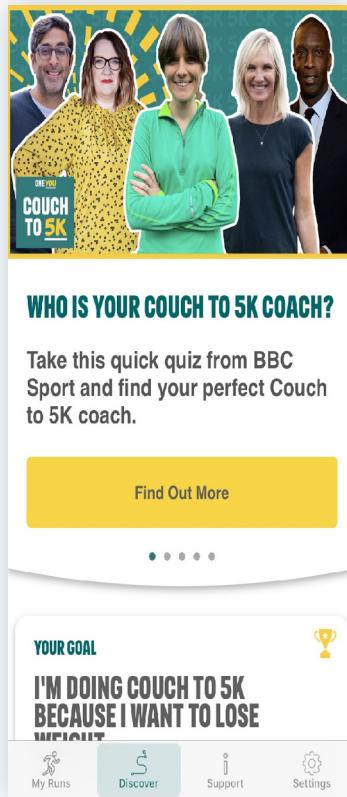 ONE YOU
COUCH
TO 5K
WHO IS YOUR COUCH TO 5K COACH?
Take this quick quiz from BBC
Sport and find your perfect Couch
to 5K coach.
Find Out More
YOUR GOAL
I'M DOING COUCH TO 5K
BECAUSE I WANT TO LOSE
WEIGHT
My Runs
Discover
Support
Settings